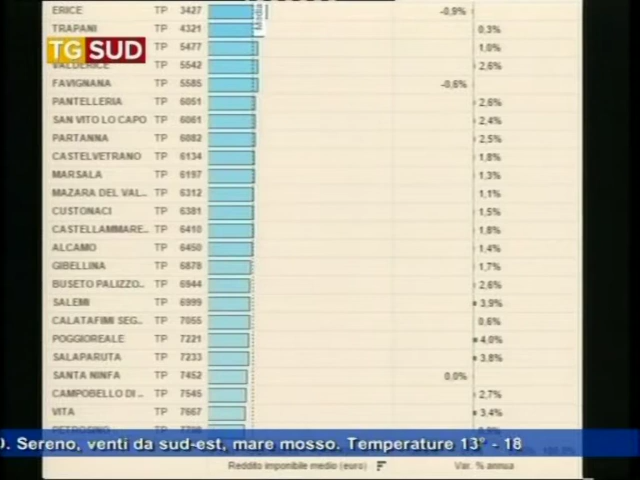 ERICE TP 3427 -0,9%
TRAPANI TP 4321 0,3%
Media
TG SUD TP 5477 1,0%
VALDERICE TP 5542 2,6%
FAVIGNANA TP 5585 -0,6%
PANTELLERIA TP 6051 2,6%
SAN VITO LO CAPO TP 6061 2,4%
PARTANNA TP 6082 2,5%
CASTELVETRANO TP 6134 1,8%
MARSALA TP 6197 1,3%
MAZARA DEL VAL.. TP 6312 1,1%
CUSTONACI TP 6381 1,5%
CASTELLAMMARE.. TP 6410 1,8%
ALCAMO TP 6450 1,4%
GIBELLINA TP 6878 1,7%
BUSETO PALIZZO.. TP 6944 2,6%
SALEMI TP 6999 3,9%
CALATAFIMI SEG.. TP 7055 0,6%
POGGIOREALE TP 7221 4,0%
SALAPARUTA TP 7233 3,8%
SANTA NINFA TP 7452 0,0%
CAMPOBELLO DI .. TP 7545 2,7%
VITA TP 7667 3,4%
PETROSINO TP
. Sereno, venti da sud-est, mare mosso. Temperature 13° - 18
Reddito imponibile medio (euro) Var. % annua